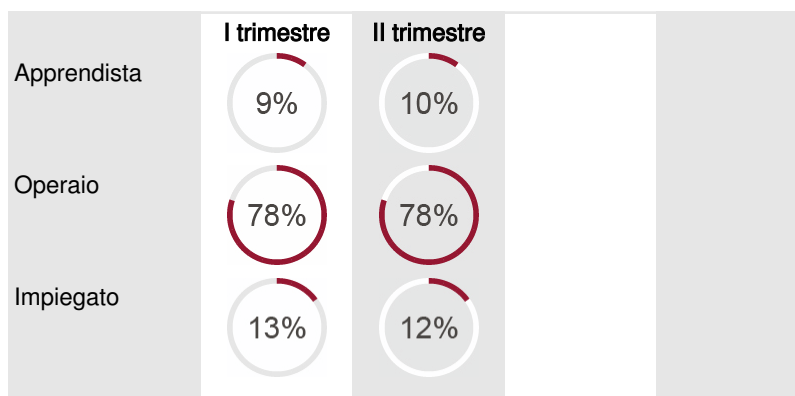 I trimestre II trimestre
Apprendista 9% 10%
Operaio 78% 78%
Impiegato 13% 12%